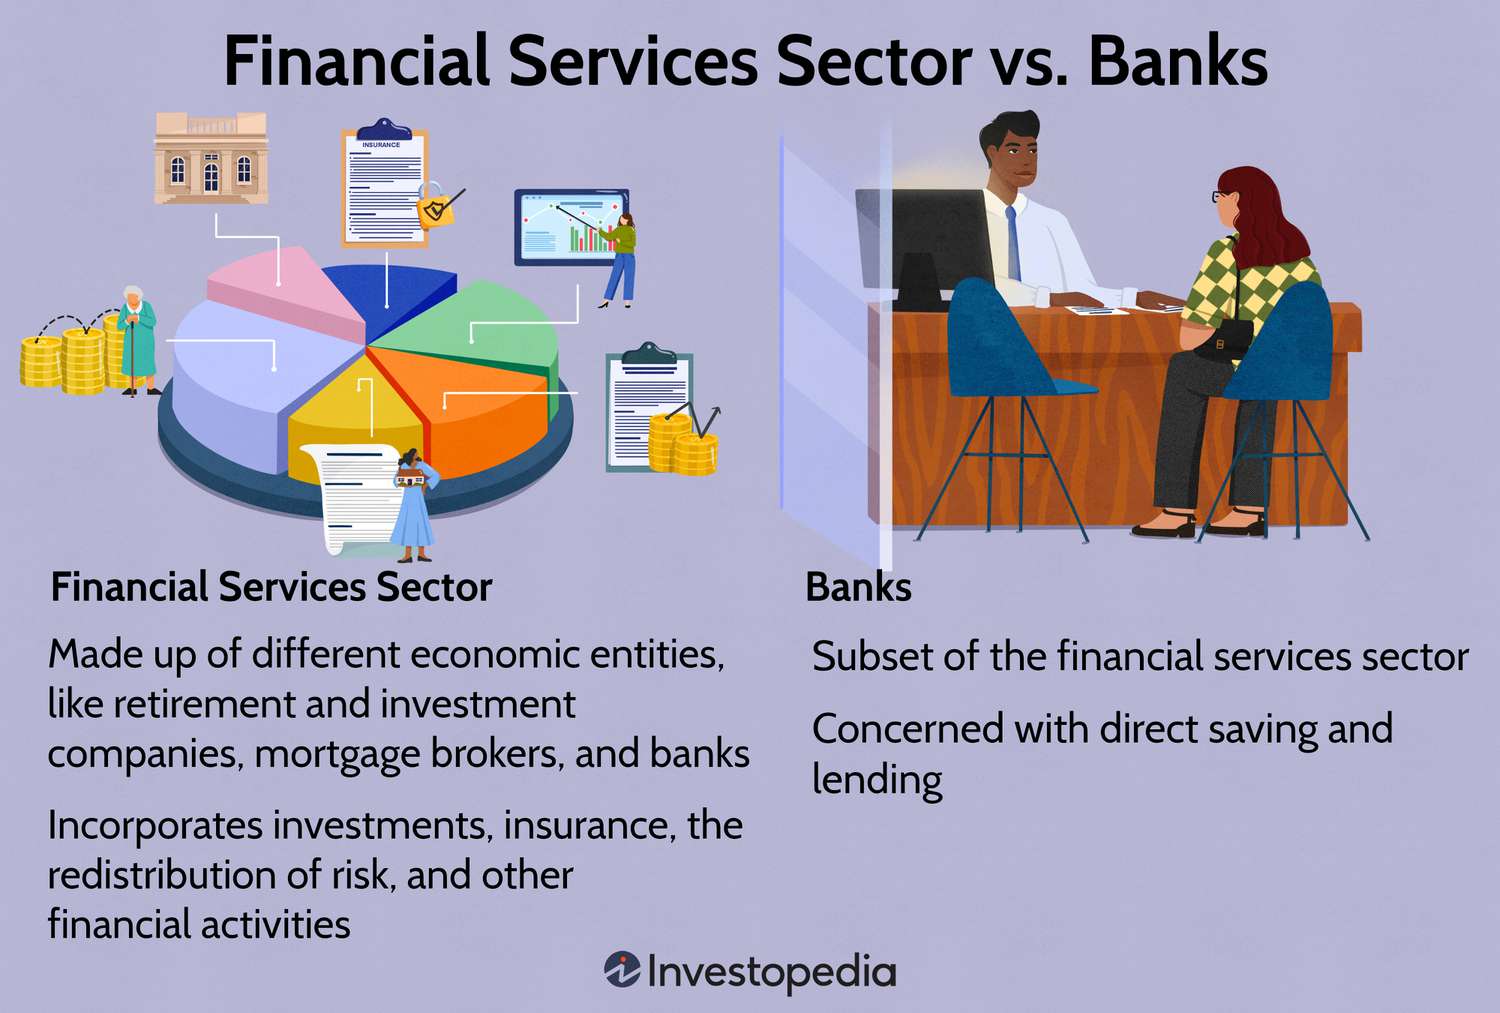 Financial Services Sector vs. Banks
INSURANCE
Financial Services Sector
Made up of different economic entities,
like retirement and investment
companies, mortgage brokers, and banks
Incorporates investments, insurance, the
redistribution of risk, and other
financial activities
Banks
Subset of the financial services sector
Concerned with direct saving and
lending
Investopedia